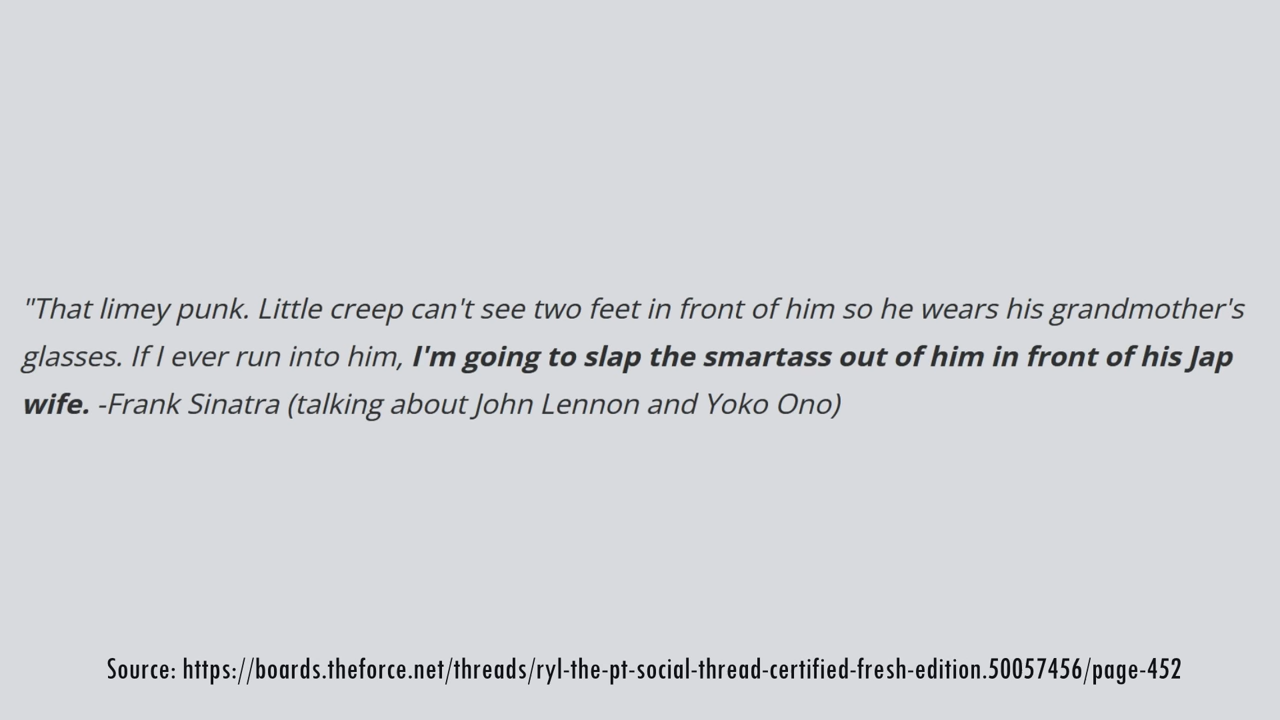 "That limey punk. Little creep can't see two feet in front of him so he wears his grandmother's
glasses. If I ever run into him, I'm going to slap the smartass out of him in front of his Jap
wife. -Frank Sinatra (talking about John Lennon and Yoko Ono)
Source: https://boards.theforce.net/threads/ryl-the-pt-social-thread-certified-fresh-edition.50057456/page-452